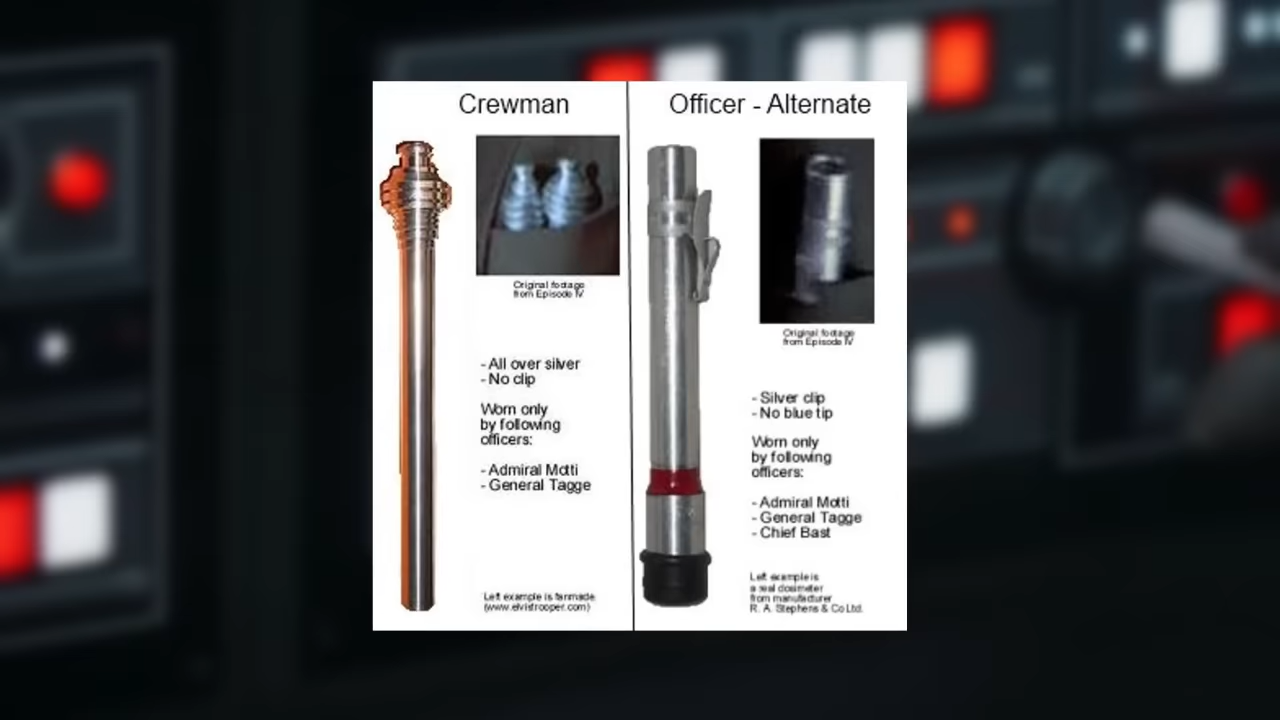 Crewman
Original footage
from Episode IV
- All over silver
- No clip
Worn only
by following
officers:
- Admiral Motti
- General Tagge
Left example is fanmade
(www.elvistrooper.com)
Officer - Alternate
Original footage
from Episode IV
- Silver clip
- No blue tip
Worn only
by following
officers:
- Admiral Motti
- General Tagge
- Chief Bast
Left example is
a real dosimeter
from manufacturer
R. A. Stephens & Co Ltd.